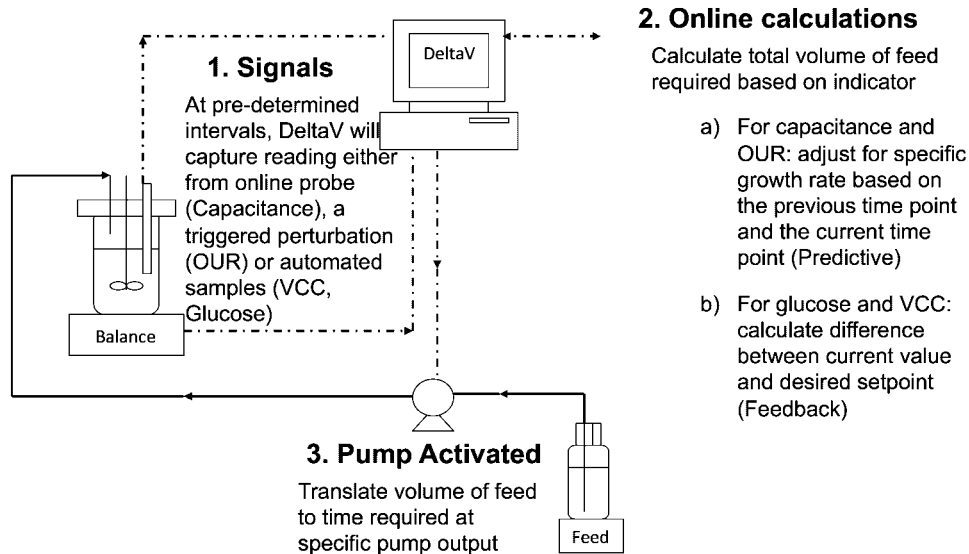 DeltaV
1. Signals
At pre-determined
intervals, DeltaV will
capture reading either
from online probe
(Capacitance), a
triggered perturbation
(OUR) or automated
samples (VCC,
Glucose)
Balance
2. Online calculations
Calculate total volume of feed
required based on indicator
a) For capacitance and
OUR: adjust for specific
growth rate based on
the previous time point
and the current time
point (Predictive)
b) For glucose and VCC:
calculate difference
between current value
and desired setpoint
(Feedback)
3. Pump Activated
Translate volume of feed
to time required at
specific pump output
Feed